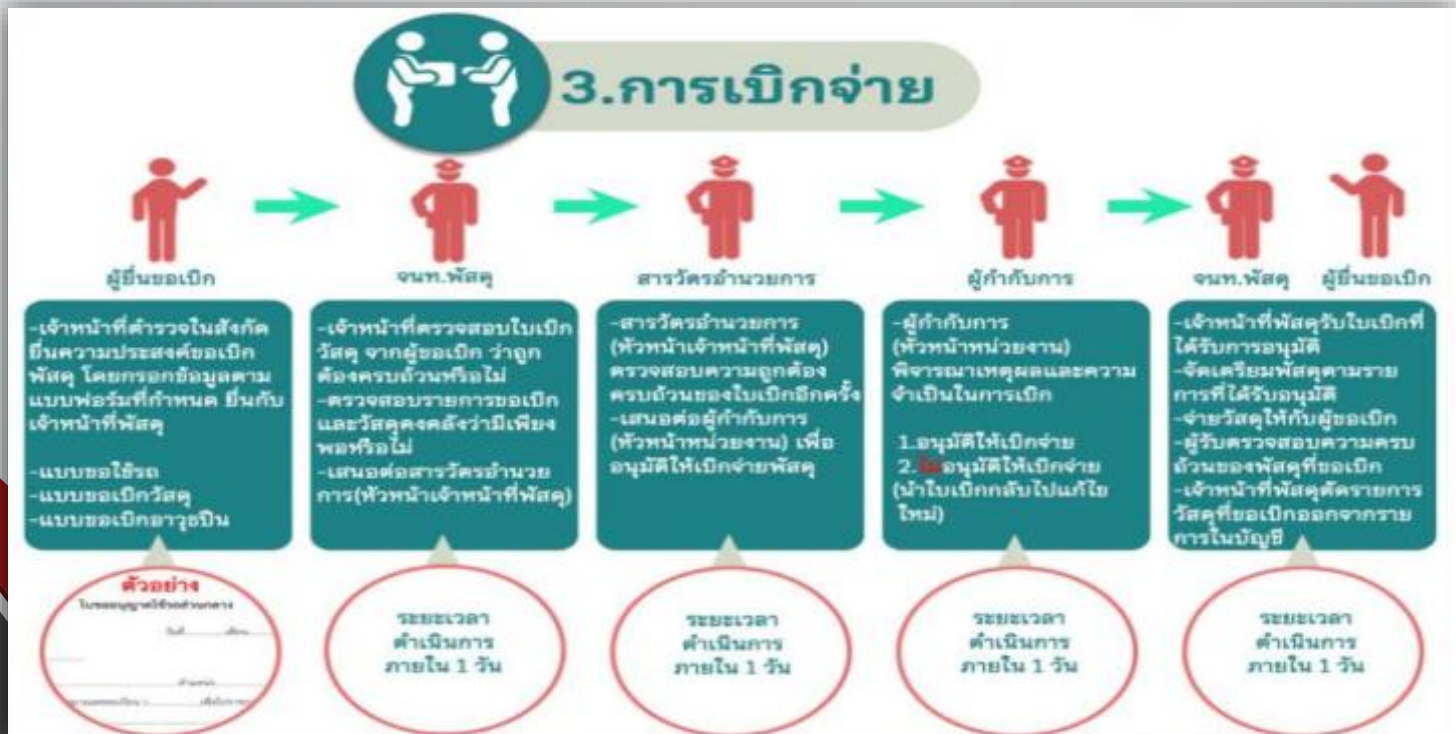 3.การเบิกจ่าย
ผู้ยื่นขอเบิก
จนท.พัสดุ
สารวัตรอำนวยการ
ผู้กำกับการ
จนท.พัสดุ
ผู้ยื่นขอเบิก
-เจ้าหน้าที่ตำรวจในสังกัด
ยื่นความประสงค์ขอเบิก
พัสดุ โดยกรอกข้อมูลตาม
แบบฟอร์มที่กำหนด ยื่นกับ
เจ้าหน้าที่พัสดุ
-แบบขอใช้รถ
-แบบขอเบิกวัสดุ
-แบบขอเบิกอาวุธปืน
-เจ้าหน้าที่ตรวจสอบใบเบิก
วัสดุ จากผู้ขอเบิก ว่าถูก
ต้องครบถ้วนหรือไม่
-ตรวจสอบรายการขอเบิก
และวัสดุคงคลังว่ามีเพียง
พอหรือไม่
-เสนอต่อสารวัตรอำนวย
การ(หัวหน้าเจ้าหน้าที่พัสดุ)
-สารวัตรอำนวยการ
(หัวหน้าเจ้าหน้าที่พัสดุ)
ตรวจสอบความถูกต้อง
ครบถ้วนของใบเบิกอีกครั้ง
-เสนอต่อผู้กำกับการ
(หัวหน้าหน่วยงาน) เพื่อ
อนุมัติให้เบิกจ่ายพัสดุ
-ผู้กำกับการ
(หัวหน้าหน่วยงาน)
พิจารณาเหตุผลและความ
จำเป็นในการเบิก
1.อนุมัติให้เบิกจ่าย
2.ไม่อนุมัติให้เบิกจ่าย
(นำใบเบิกกลับไปแก้ไข
ใหม่)
-เจ้าหน้าที่พัสดุรับใบเบิกที่
ได้รับการอนุมัติ
-จัดเตรียมพัสดุตามราย
การที่ได้รับอนุมัติ
-จ่ายวัสดุให้กับผู้ขอเบิก
-ผู้รับตรวจสอบความครบ
ถ้วนของพัสดุที่ขอเบิก
-เจ้าหน้าที่พัสดุตัดรายการ
วัสดุที่ขอเบิกออกจากราย
การในบัญชี
ตัวอย่าง
ใบขออนุญาตใช้รถส่วนกลาง
วันที่ เดือน
ตำแหน่ง
ระยะเวลา
ดำเนินการ
ภายใน 1 วัน
ระยะเวลา
ดำเนินการ
ภายใน 1 วัน
ระยะเวลา
ดำเนินการ
ภายใน 1 วัน
ระยะเวลา
ดำเนินการ
ภายใน 1 วัน